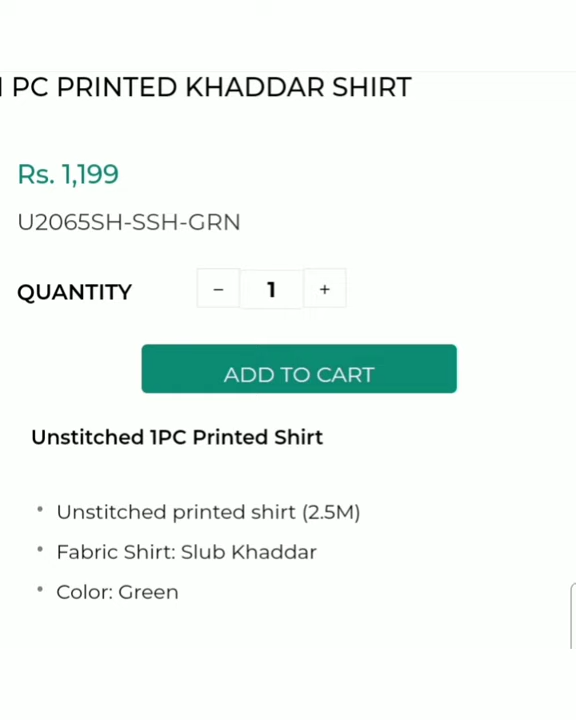 PC PRINTED KHADDAR SHIRT
Rs. 1,199
U2065SH-SSH-GRN
QUANTITY − 1 +
ADD TO CART
Unstitched 1PC Printed Shirt
• Unstitched printed shirt (2.5M)
• Fabric Shirt: Slub Khaddar
• Color: Green